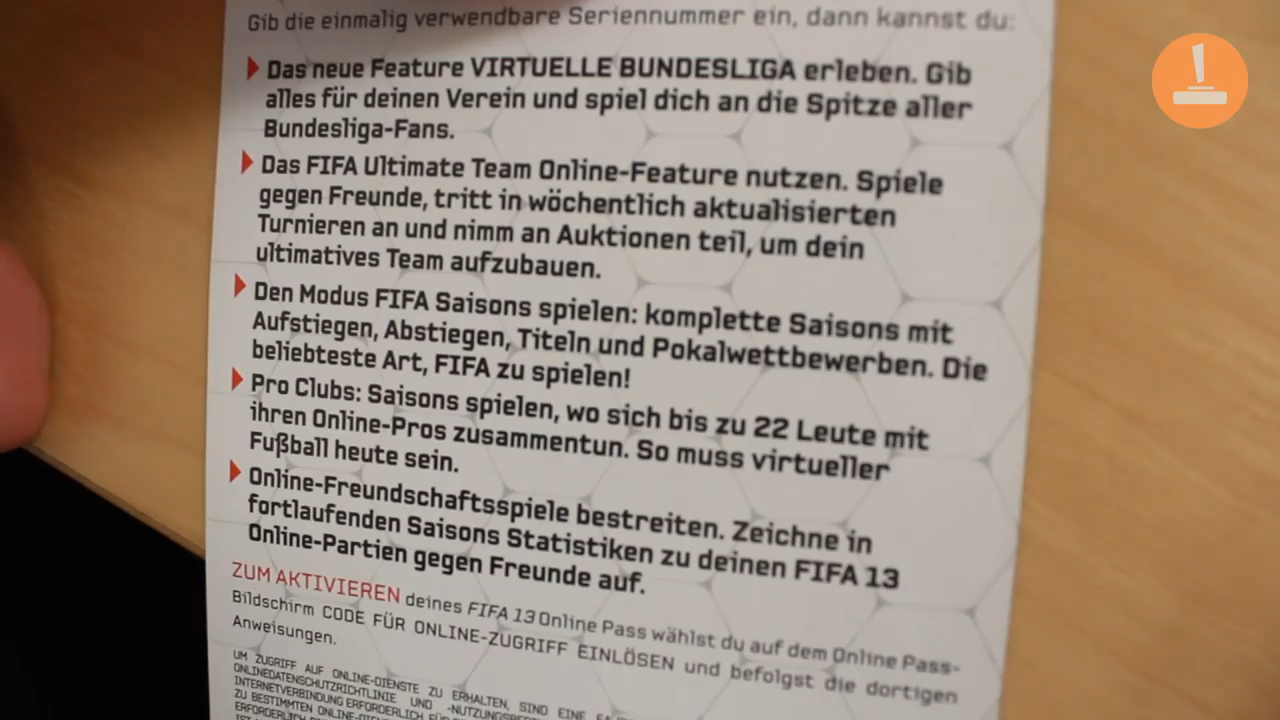 Gib die einmalig verwendbare Seriennummer ein, dann kannst du:
Das neue Feature VIRTUELLE BUNDESLIGA erleben. Gib
alles für deinen Verein und spiel dich an die Spitze aller
Bundesliga-Fans.
Das FIFA Ultimate Team Online-Feature nutzen. Spiele
gegen Freunde, tritt in wöchentlich aktualisierten
Turnieren an und nimm an Auktionen teil, um dein
ultimatives Team aufzubauen.
Den Modus FIFA Saisons spielen: komplette Saisons mit
Aufstiegen, Abstiegen, Titeln und Pokalwettbewerben. Die
beliebteste Art, FIFA zu spielen!
Pro Clubs: Saisons spielen, wo sich bis zu 22 Leute mit
ihren Online-Pros zusammentun. So muss virtueller
Fußball heute sein.
Online-Freundschaftsspiele bestreiten. Zeichne in
fortlaufenden Saisons Statistiken zu deinen FIFA 13
Online-Partien gegen Freunde auf.
ZUM AKTIVIEREN deines FIFA 13 Online Pass wählst du auf dem Online Pass-
Bildschirm CODE FÜR ONLINE-ZUGRIFF EINLÖSEN und befolgst die dortigen
Anweisungen.
UM ZUGRIFF AUF ONLINE-DIENSTE ZU ERHALTEN, SIND EINE
ONLINEDATENSCHUTZRICHTLINIE UND
INTERNETVERBINDUNG ERFORDERLICH
ZU BESTIMMTEN
ERFORDERLICH